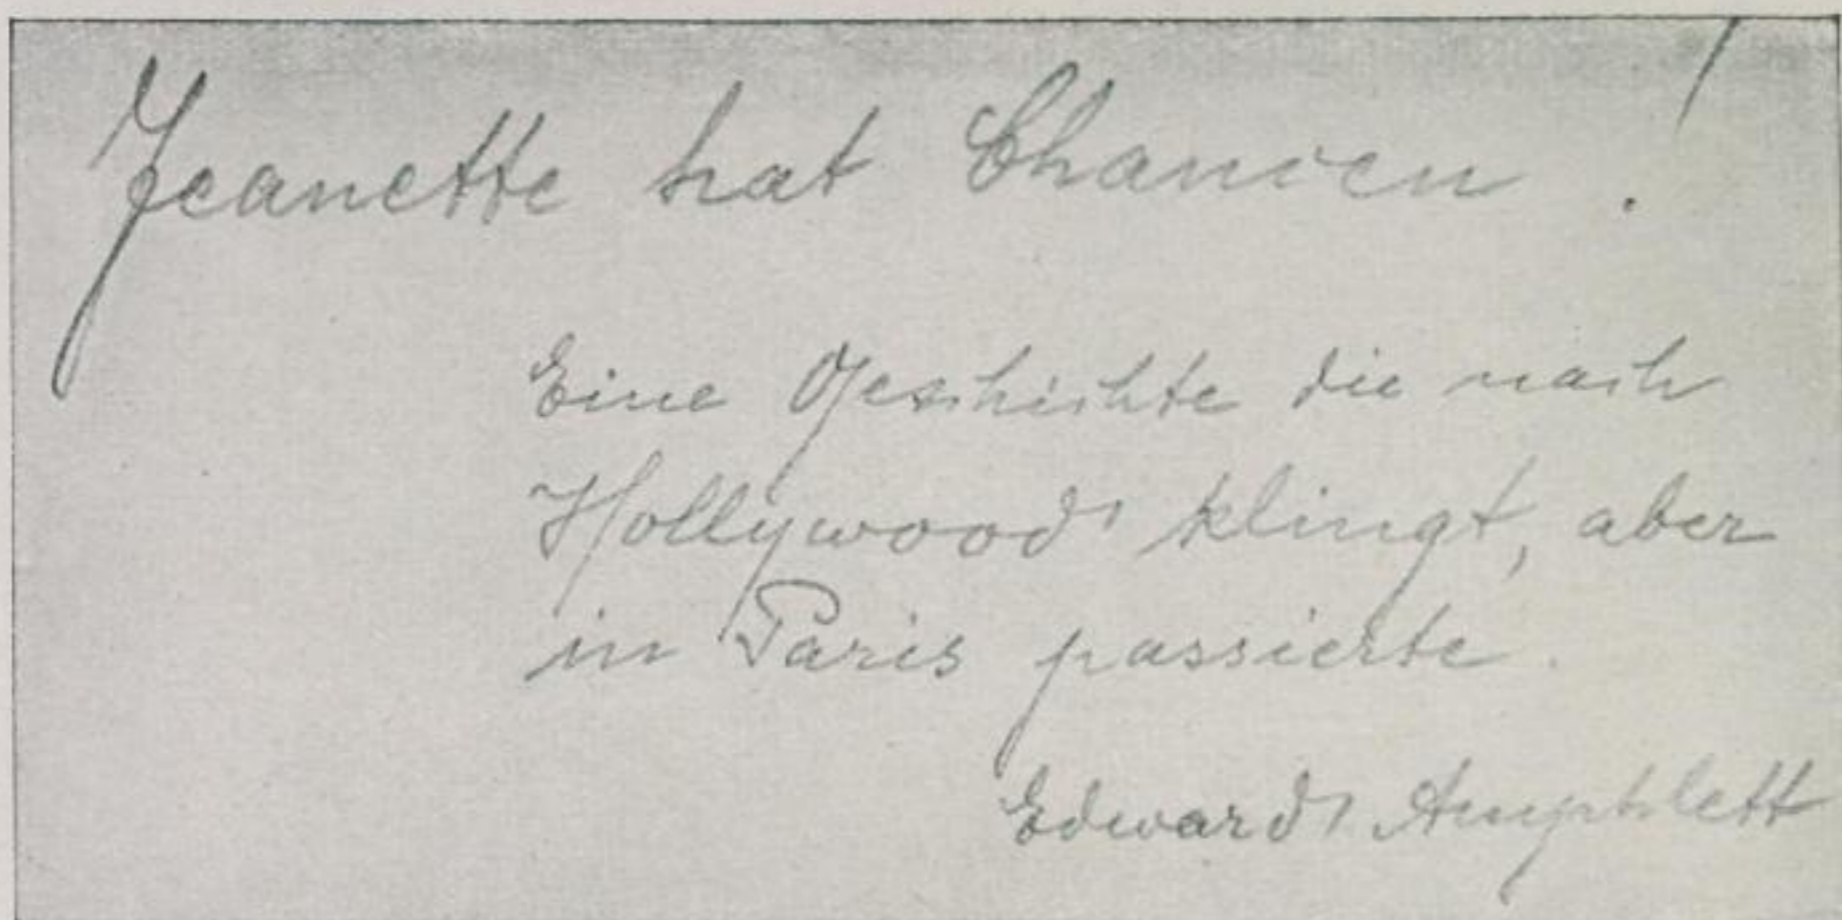 Jeanette hat Chancen!
Eine Geschichte die nach
Hollywood klingt, aber
in Paris passierte.
Edward Amphlett